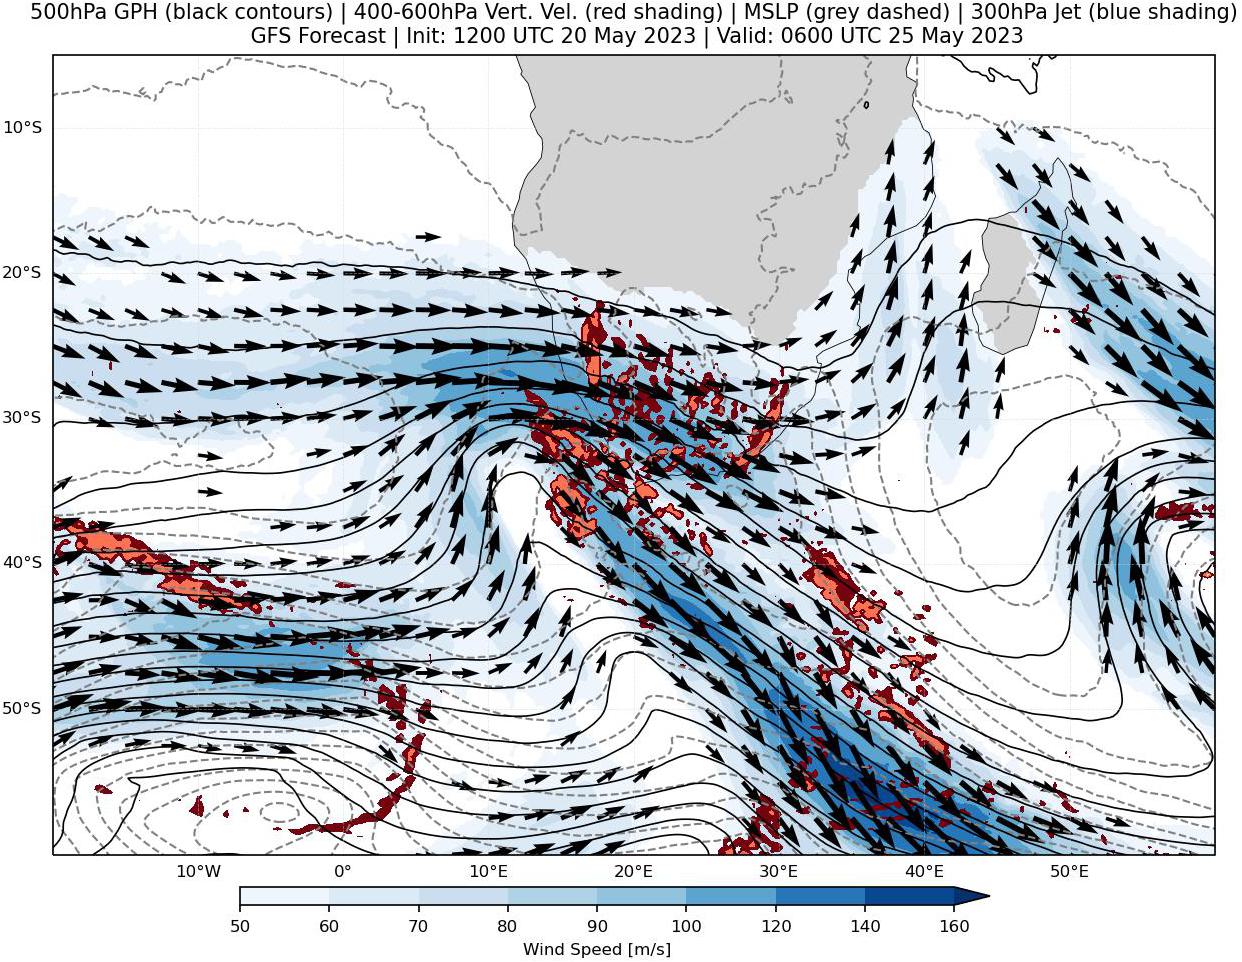 500hPa GPH (black contours) | 400-600hPa Vert. Vel. (red shading) | MSLP (grey dashed) | 300hPa Jet (blue shading)
GFS Forecast | Init: 1200 UTC 20 May 2023 | Valid: 0600 UTC 25 May 2023
10°S
20°S
30°S
40°S
50°S
10°W 0° 10°E 20°E 30°E 40°E 50°E
50 60 70 80 90 100 120 140 160
Wind Speed [m/s]